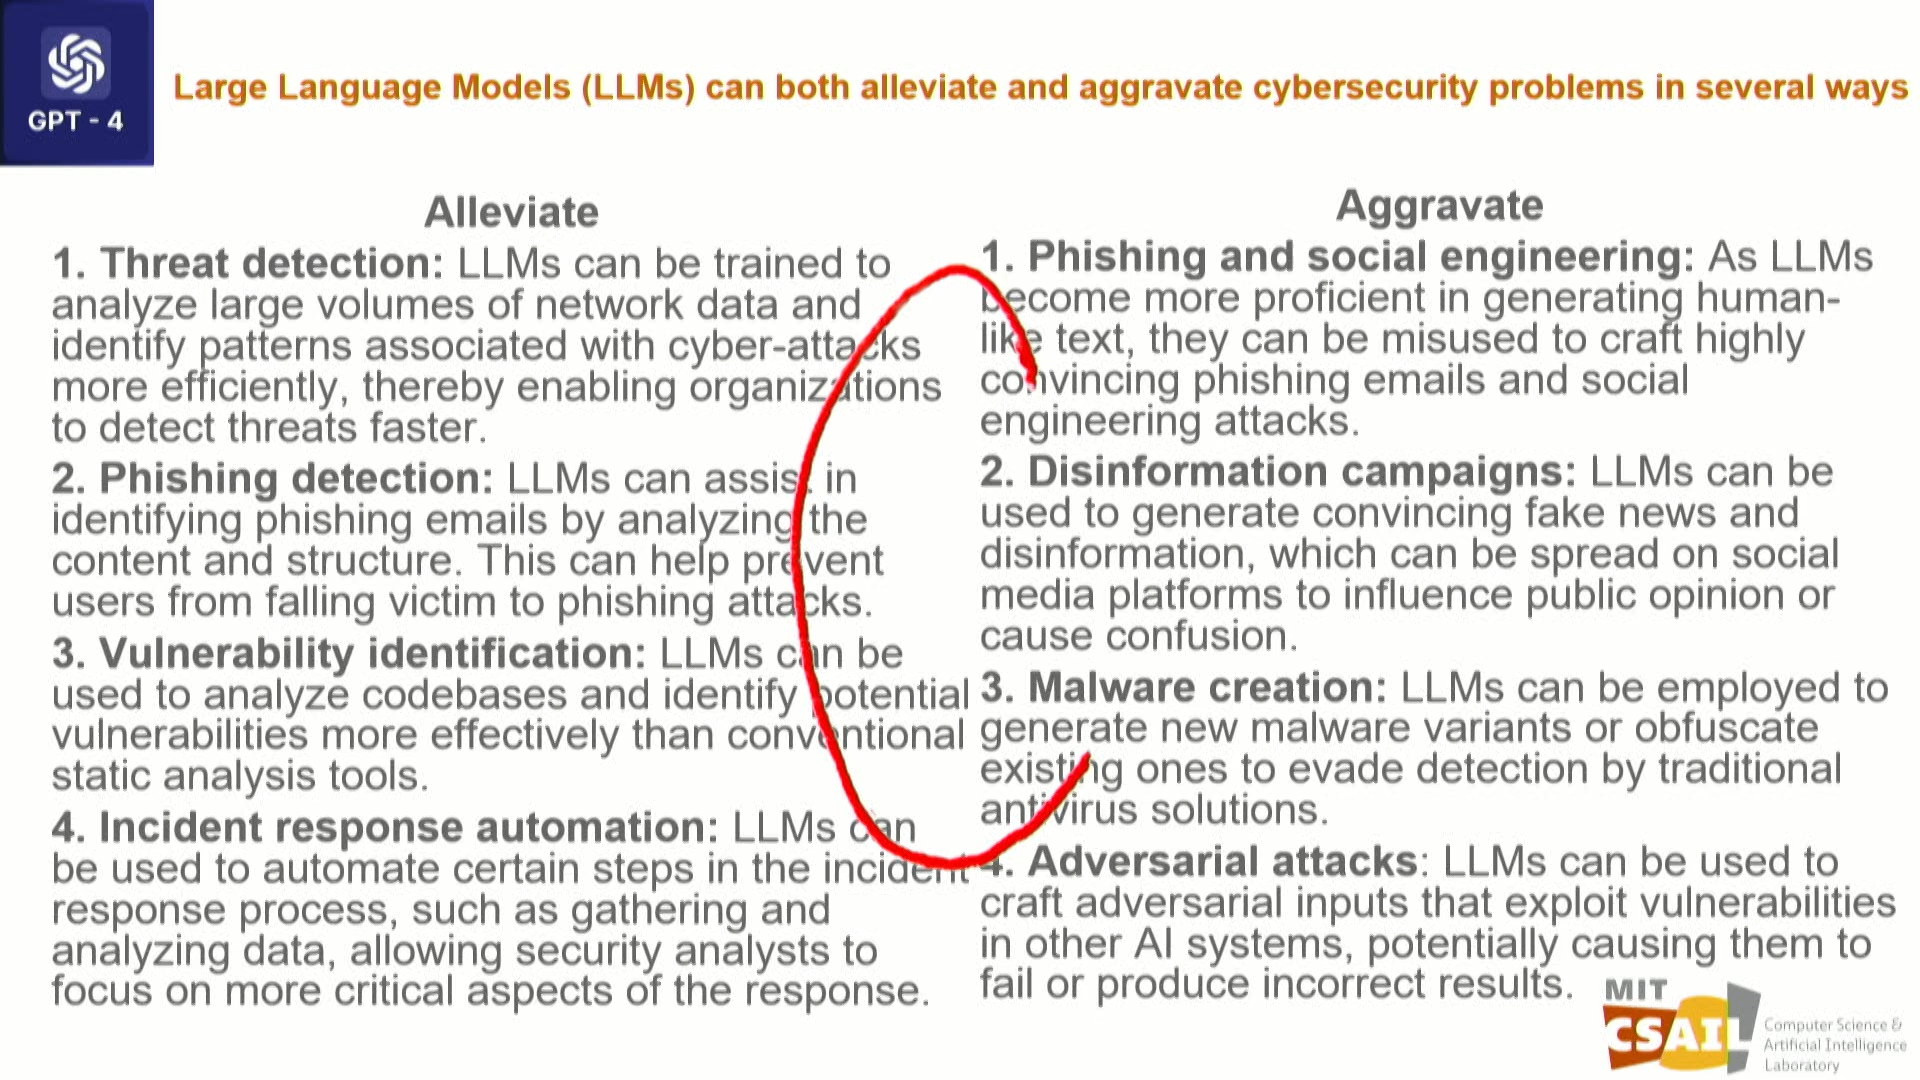 GPT - 4
Large Language Models (LLMs) can both alleviate and aggravate cybersecurity problems in several ways
Alleviate
1. Threat detection: LLMs can be trained to
analyze large volumes of network data and
identify patterns associated with cyber-attacks
more efficiently, thereby enabling organizations
to detect threats faster.
2. Phishing detection: LLMs can assist in
identifying phishing emails by analyzing the
content and structure. This can help prevent
users from falling victim to phishing attacks.
3. Vulnerability identification: LLMs can be
used to analyze codebases and identify potential
vulnerabilities more effectively than conventional
static analysis tools.
4. Incident response automation: LLMs can
be used to automate certain steps in the incident
response process, such as gathering and
analyzing data, allowing security analysts to
focus on more critical aspects of the response.
Aggravate
1. Phishing and social engineering: As LLMs
become more proficient in generating human-
like text, they can be misused to craft highly
convincing phishing emails and social
engineering attacks.
2. Disinformation campaigns: LLMs can be
used to generate convincing fake news and
disinformation, which can be spread on social
media platforms to influence public opinion or
cause confusion.
3. Malware creation: LLMs can be employed to
generate new malware variants or obfuscate
existing ones to evade detection by traditional
antivirus solutions.
4. Adversarial attacks: LLMs can be used to
craft adversarial inputs that exploit vulnerabilities
in other AI systems, potentially causing them to
fail or produce incorrect results.
MIT
CSAIL
Computer Science &
Artificial Intelligence
Laboratory